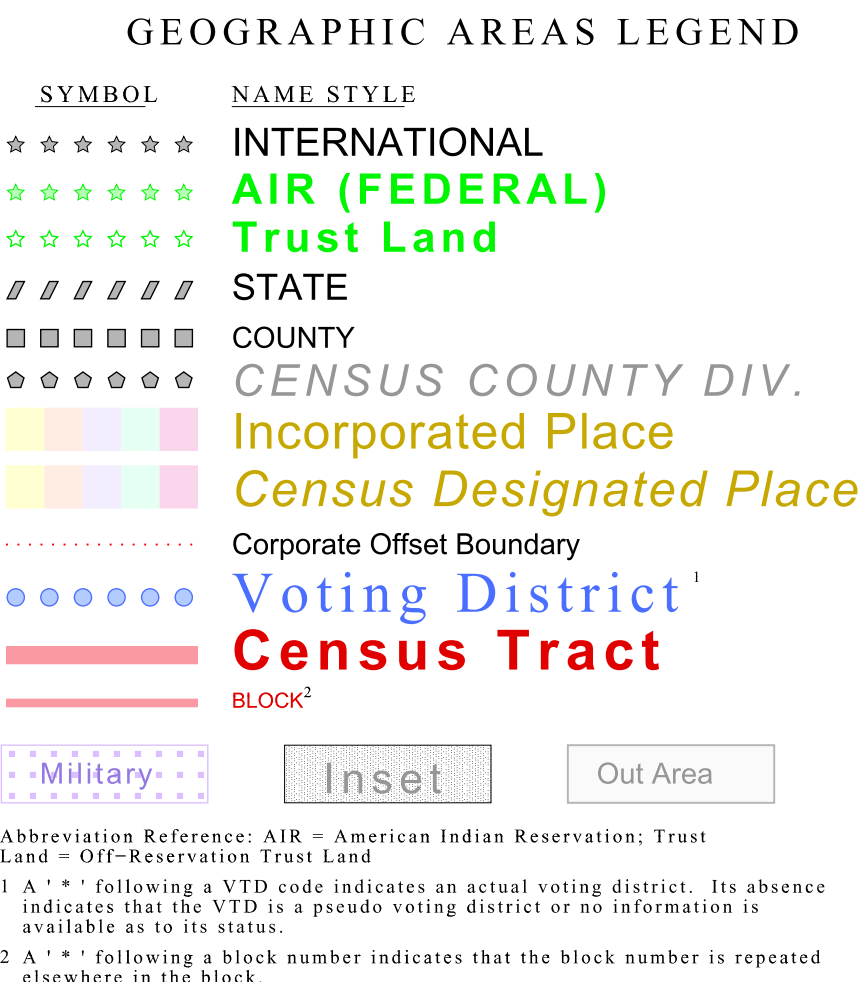 GEOGRAPHIC AREAS LEGEND
SYMBOL NAME STYLE
INTERNATIONAL
AIR (FEDERAL)
Trust Land
STATE
COUNTY
CENSUS COUNTY DIV.
Incorporated Place
Census Designated Place
Corporate Offset Boundary
Voting District 1
Census Tract
BLOCK2
Military Inset Out Area
Abbreviation Reference: AIR = American Indian Reservation; Trust
Land = Off−Reservation Trust Land
1 A ' * ' following a VTD code indicates an actual voting district. Its absence
indicates that the VTD is a pseudo voting district or no information is
available as to its status.
2 A ' * ' following a block number indicates that the block number is repeated
elsewhere in the block.